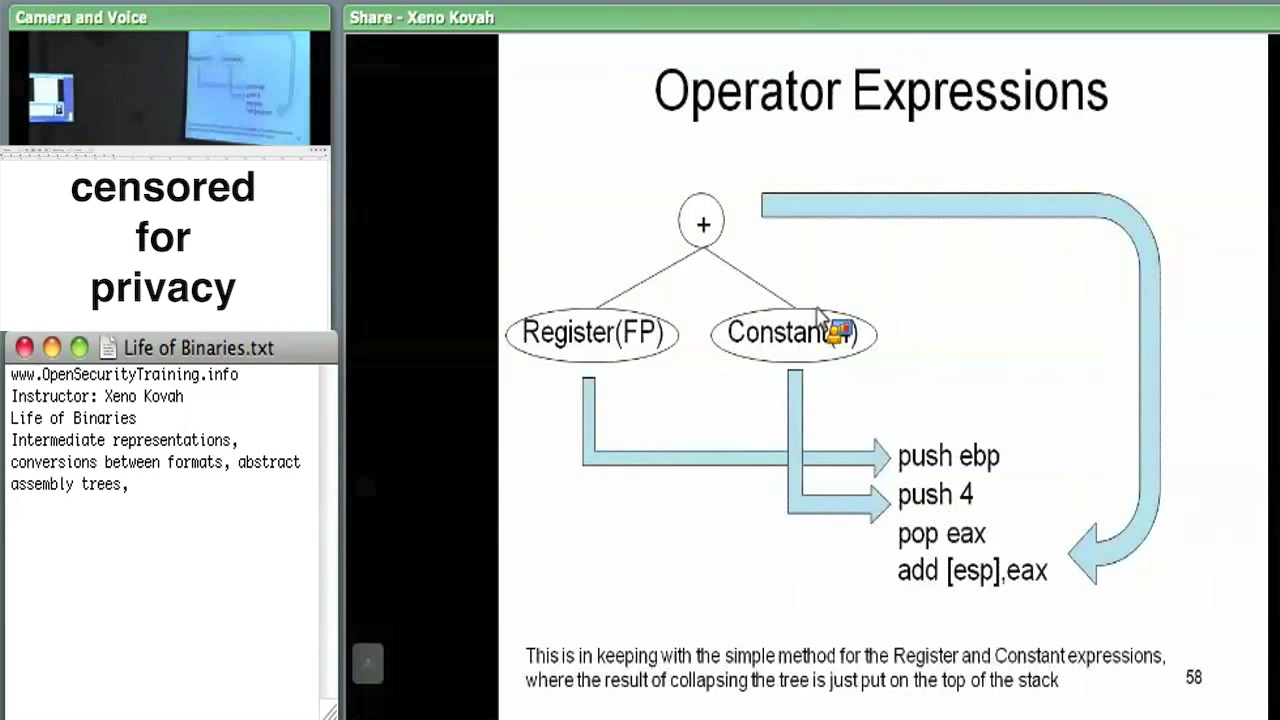 Camera and Voice
Share - Xeno Kovah
censored
for
privacy
Life of Binaries.txt
www.OpenSecurityTraining.info
Instructor: Xeno Kovah
Life of Binaries
Intermediate representations,
conversions between formats, abstract
assembly trees,
Operator Expressions
+
Register(FP)
Constant
push ebp
push 4
pop eax
add [esp],eax
This is in keeping with the simple method for the Register and Constant expressions,
where the result of collapsing the tree is just put on the top of the stack
58